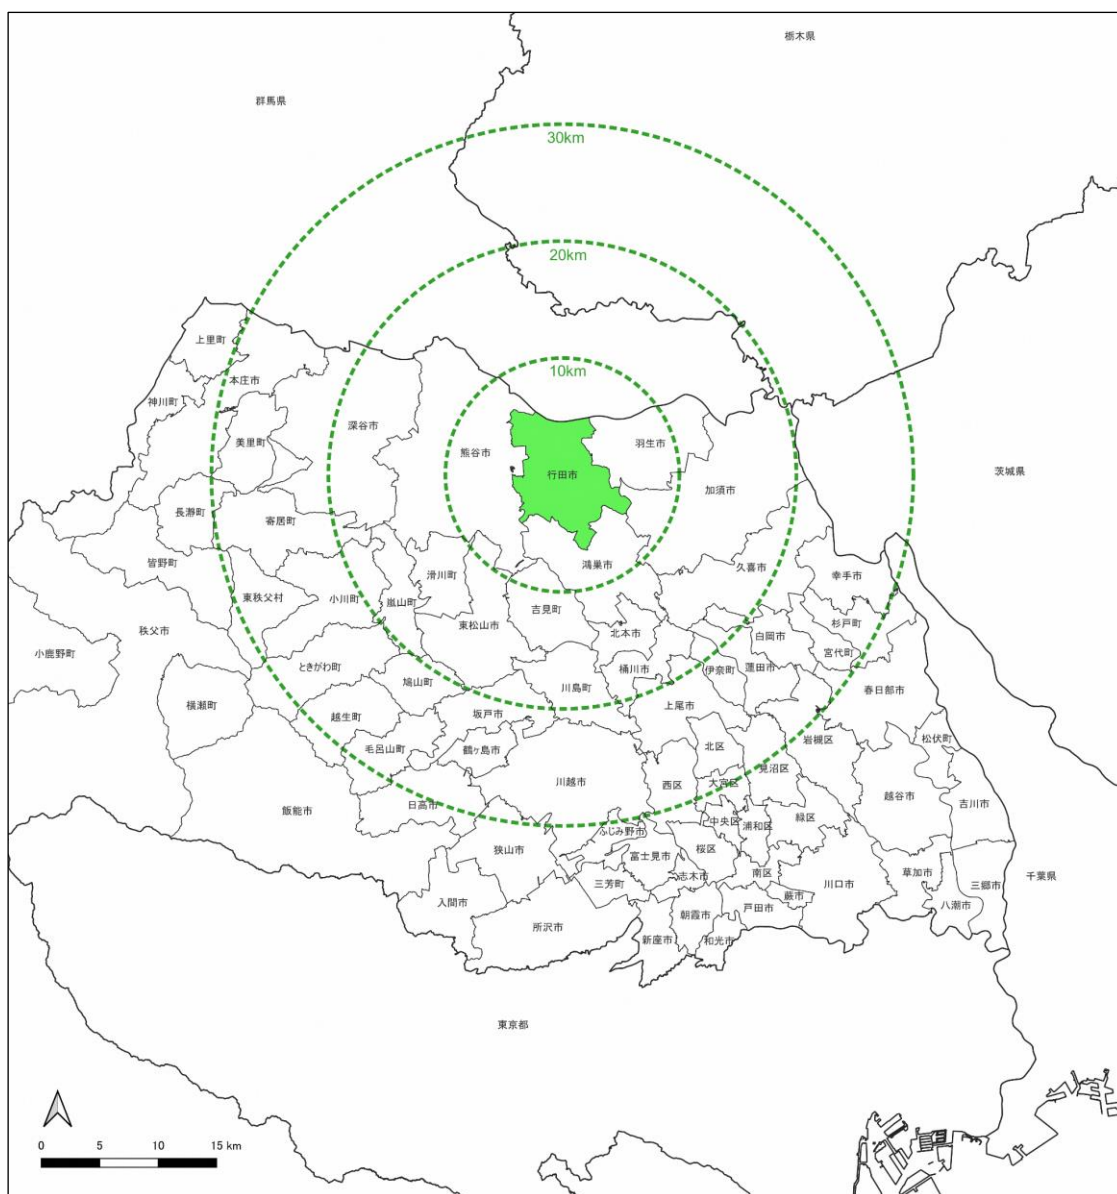 栃木県
群馬県
30km
20km
上里町
10km
本庄市
神川町
深谷市
美里町
羽生市
熊谷市
行田市
茨城県
加須市
長瀞町
寄居町
皆野町
鴻巣市
久喜市
幸手市
滑川町
東秩父村
小川町
嵐山町
吉見町
杉戸町
東松山市
秩父市
北本市
白岡市
小鹿野町
宮代町
ときがわ町
桶川市
伊奈町
蓮田市
鳩山町
川島町
春日部市
横瀬町
上尾市
越生町
坂戸市
岩槻区
松伏町
毛呂山町
鶴ヶ島市
北区
見沼区
川越市
西区
大宮区
越谷市
日高市
吉川市
飯能市
中央区
緑区
ふじみ野市
浦和区
狭山市
富士見市
桜区
志木市
南区
草加市
三芳町
川口市
三郷市
千葉県
蕨市
入間市
八潮市
朝霞市
戸田市
所沢市
新座市
和光市
東京都
0 5 10 15 km